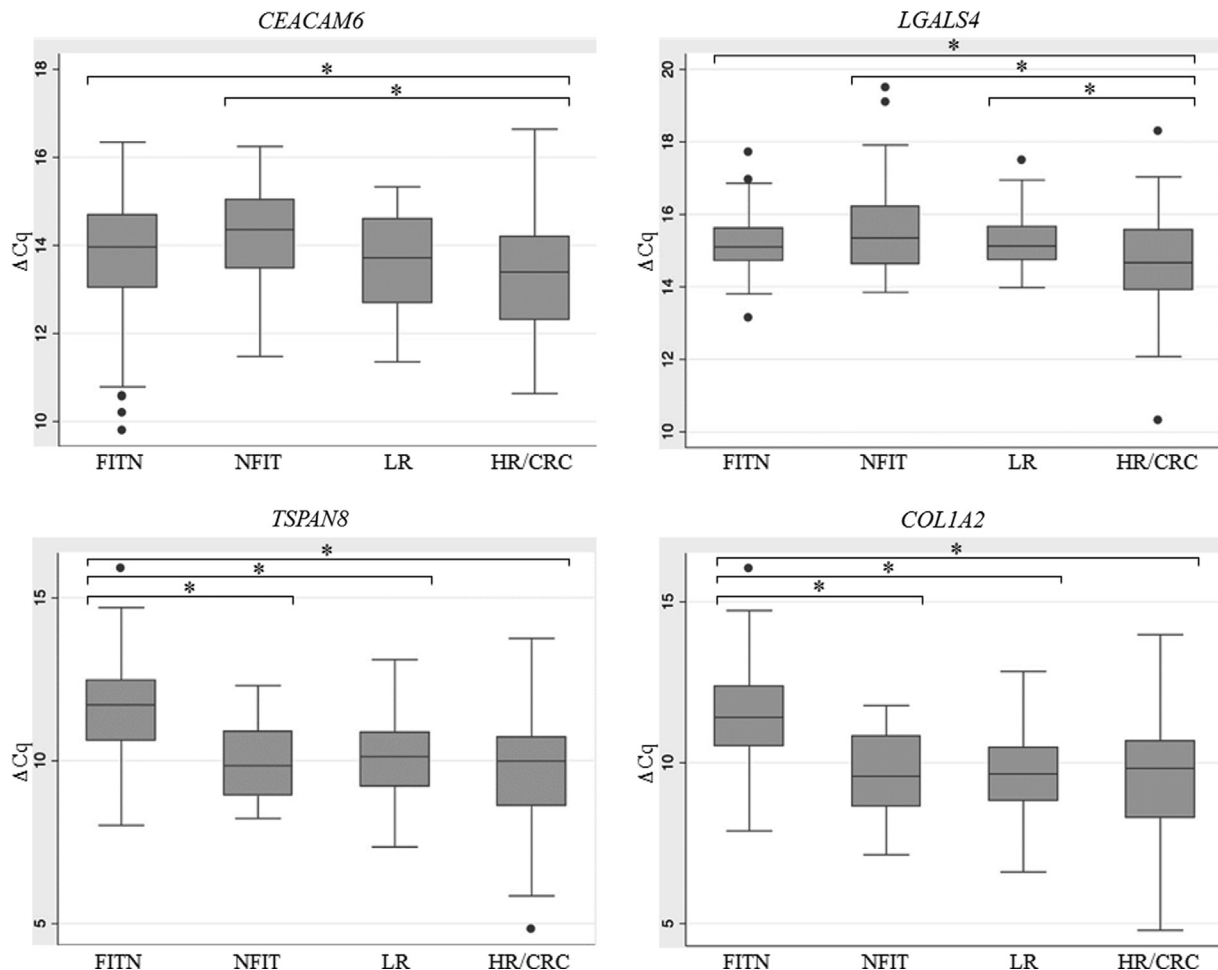 CEACAM6
LGALS4
18
*
*
16
14
12
10
ΔCq
FITN NFIT LR HR/CRC
20
*
*
*
18
16
14
12
10
ΔCq
FITN NFIT LR HR/CRC
TSPAN8
COL1A2
*
*
*
15
10
5
ΔCq
FITN NFIT LR HR/CRC
*
*
*
15
10
5
ΔCq
FITN NFIT LR HR/CRC